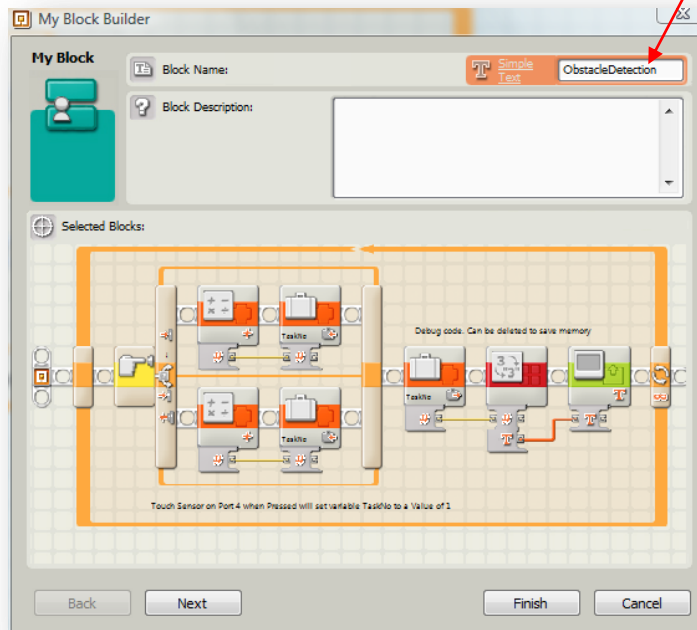 My Block Builder
My Block
Block Name:
Simple Text
ObstacleDetection
Block Description:
Selected Blocks:
Debug code. Can be deleted to save memory
TaskNo
TaskNo
TaskNo
Touch Sensor on Port 4 when Pressed will set variable TaskNo to a Value of 1
Back
Next
Finish
Cancel